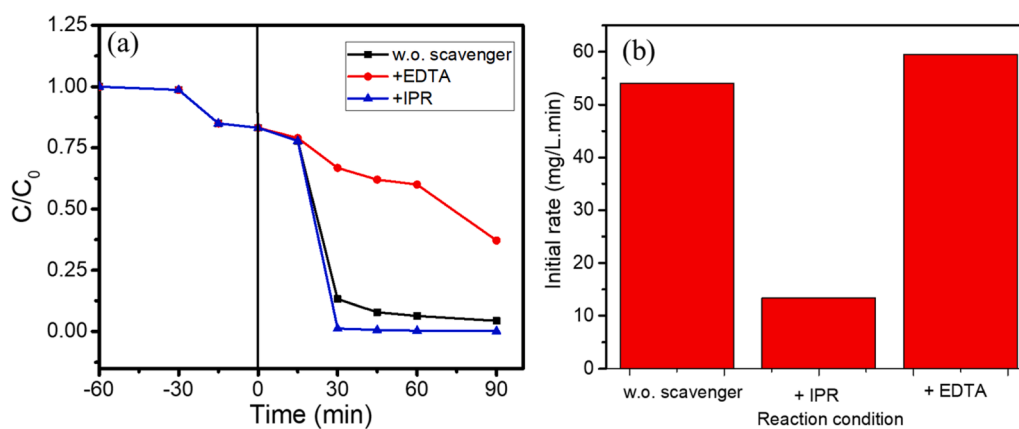 (a)
w.o. scavenger
+EDTA
+IPR
1.25
1.00
0.75
0.50
0.25
0.00
C/C0
-60 -30 0 30 60 90
Time (min)
(b)
60
50
40
30
20
10
0
Initial rate (mg/L.min)
w.o. scavenger + IPR + EDTA
Reaction condition